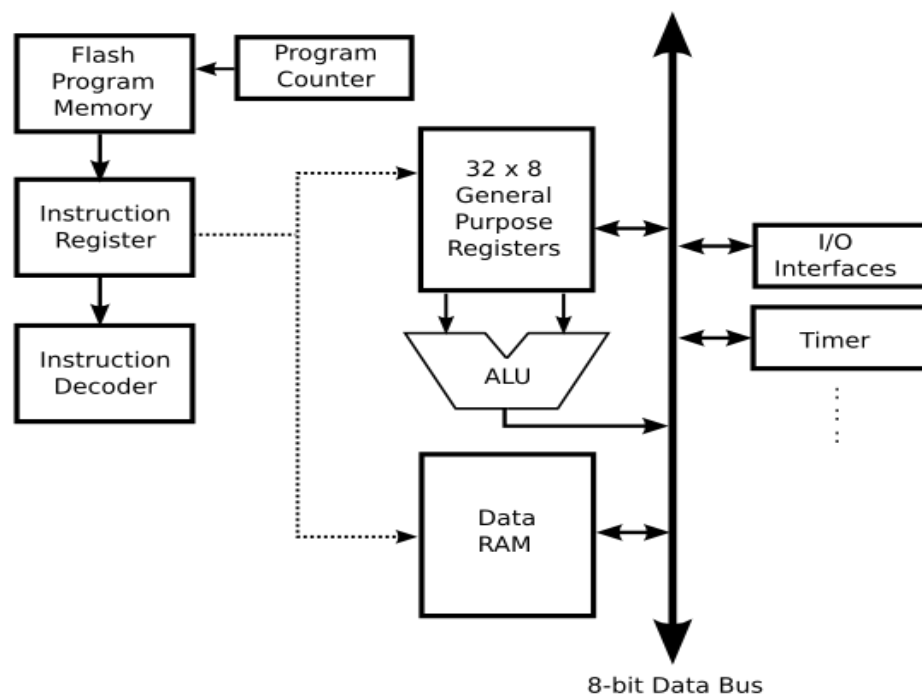 Flash
Program
Memory
Program
Counter
Instruction
Register
Instruction
Decoder
32 x 8
General
Purpose
Registers
ALU
Data
RAM
I/O
Interfaces
Timer
8-bit Data Bus